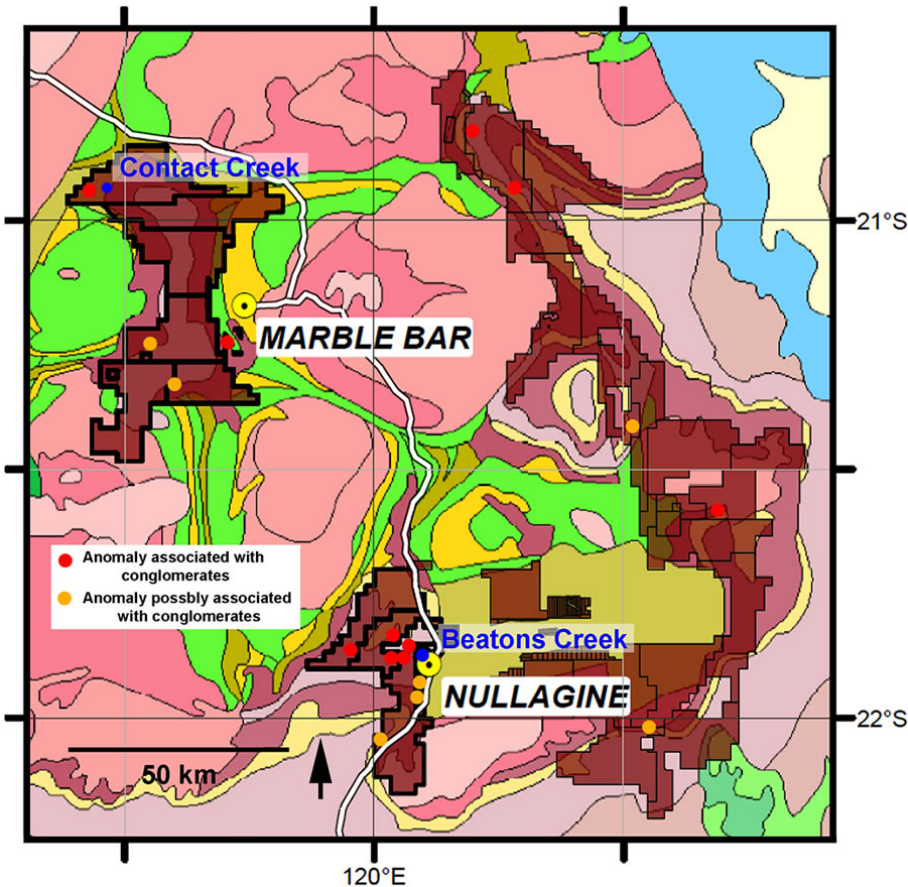 Contact Creek
21°S
MARBLE BAR
Anomaly associated with
conglomerates
Anomaly possbly associated
with conglomerates
Beatons Creek
NULLAGINE
22°S
50 km
120°E